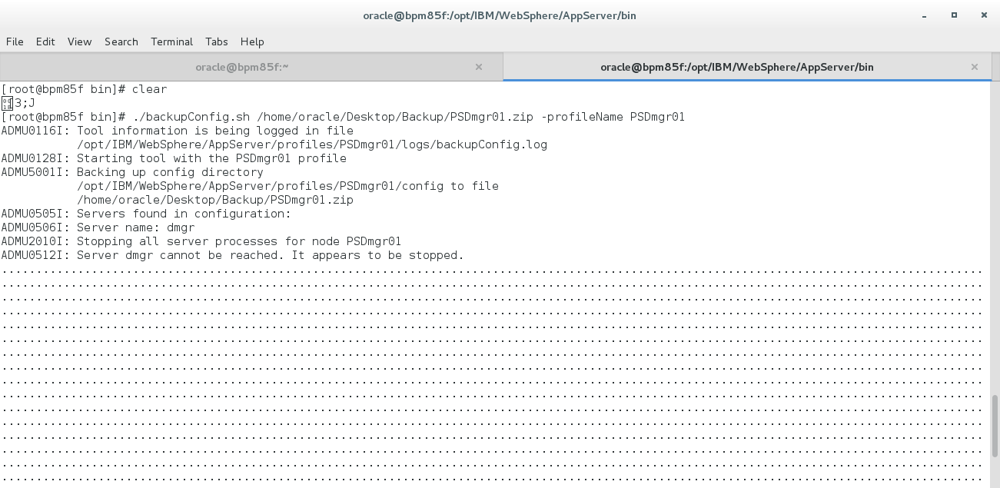 oracle@bpm85f:/opt/IBM/WebSphere/AppServer/bin
File Edit View Search Terminal Tabs Help
oracle@bpm85f:~
oracle@bpm85f:/opt/IBM/WebSphere/AppServer/bin
[root@bpm85f bin]# clear
3;J
[root@bpm85f bin]# ./backupConfig.sh /home/oracle/Desktop/Backup/PSDmgr01.zip -profileName PSDmgr01
ADMU0116I: Tool information is being logged in file
/opt/IBM/WebSphere/AppServer/profiles/PSDmgr01/logs/backupConfig.log
ADMU0128I: Starting tool with the PSDmgr01 profile
ADMU5001I: Backing up config directory
/opt/IBM/WebSphere/AppServer/profiles/PSDmgr01/config to file
/home/oracle/Desktop/Backup/PSDmgr01.zip
ADMU0505I: Servers found in configuration:
ADMU0506I: Server name: dmgr
ADMU2010I: Stopping all server processes for node PSDmgr01
ADMU0512I: Server dmgr cannot be reached. It appears to be stopped.